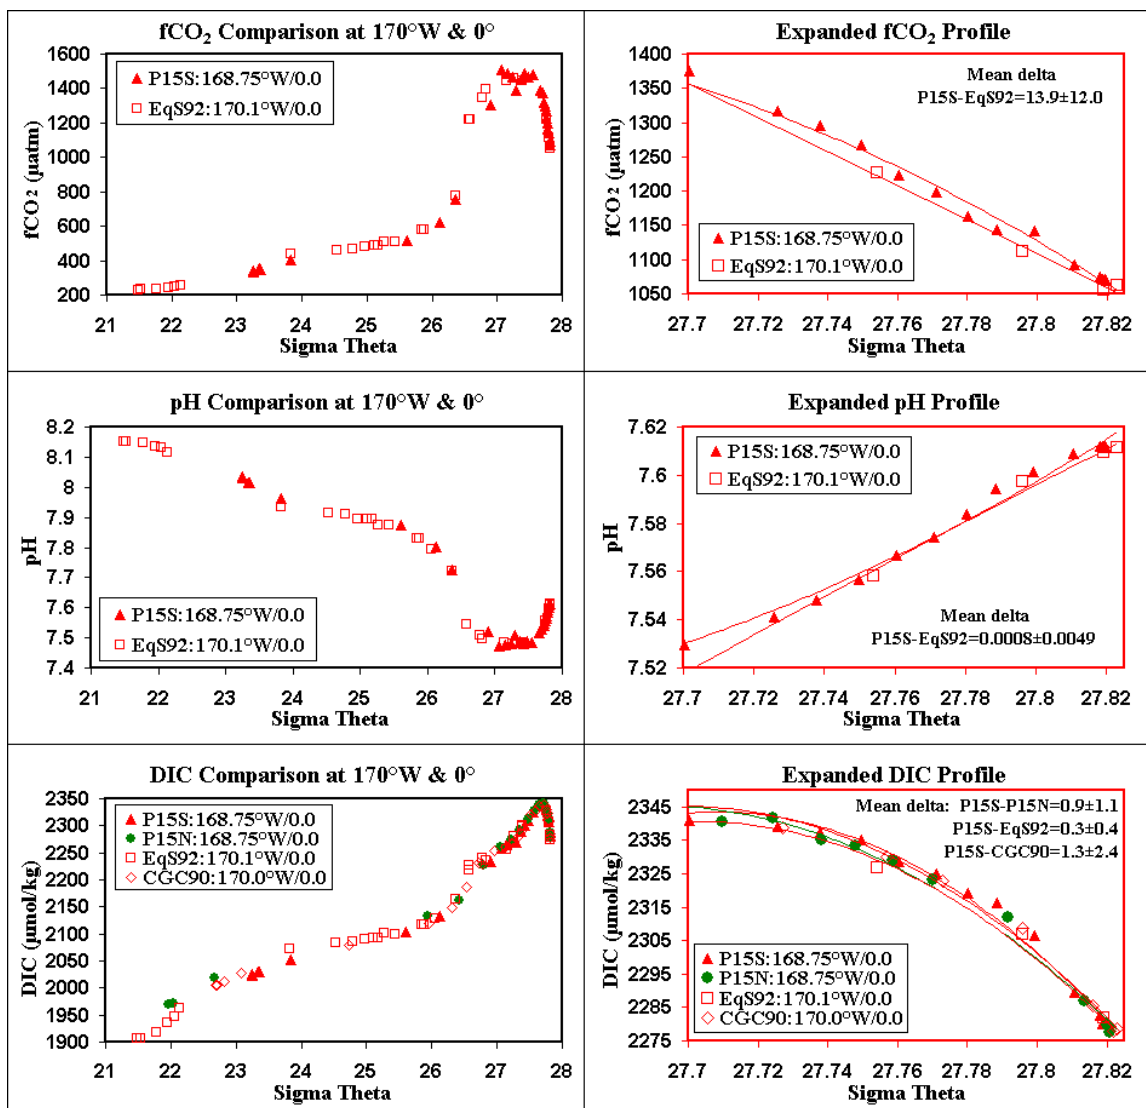 fCO₂ Comparison at 170°W & 0°
1600
1400
1200
1000
800
600
400
200
fCO₂ (µatm)
P15S:168.75°W/0.0
EqS92:170.1°W/0.0
21 22 23 24 25 26 27 28
Sigma Theta
Expanded fCO₂ Profile
1400
1350
1300
1250
1200
1150
1100
1050
fCO₂ (µatm)
Mean delta
P15S-EqS92=13.9±12.0
P15S:168.75°W/0.0
EqS92:170.1°W/0.0
27.7 27.72 27.74 27.76 27.78 27.8 27.82
Sigma Theta
pH Comparison at 170°W & 0°
8.2
8.1
8
7.9
7.8
7.7
7.6
7.5
7.4
pH
P15S:168.75°W/0.0
EqS92:170.1°W/0.0
21 22 23 24 25 26 27 28
Sigma Theta
Expanded pH Profile
7.62
7.6
7.58
7.56
7.54
7.52
pH
P15S:168.75°W/0.0
EqS92:170.1°W/0.0
Mean delta
P15S-EqS92=0.0008±0.0049
27.7 27.72 27.74 27.76 27.78 27.8 27.82
Sigma Theta
DIC Comparison at 170°W & 0°
2350
2300
2250
2200
2150
2100
2050
2000
1950
1900
DIC (µmol/kg)
P15S:168.75°W/0.0
P15N:168.75°W/0.0
EqS92:170.1°W/0.0
CGC90:170.0°W/0.0
21 22 23 24 25 26 27 28
Sigma Theta
Expanded DIC Profile
2345
2335
2325
2315
2305
2295
2285
2275
DIC (µmol/kg)
Mean delta: P15S-P15N=0.9±1.1
P15S-EqS92=0.3±0.4
P15S-CGC90=1.3±2.4
P15S:168.75°W/0.0
P15N:168.75°W/0.0
EqS92:170.1°W/0.0
CGC90:170.0°W/0.0
27.7 27.72 27.74 27.76 27.78 27.8 27.82
Sigma Theta